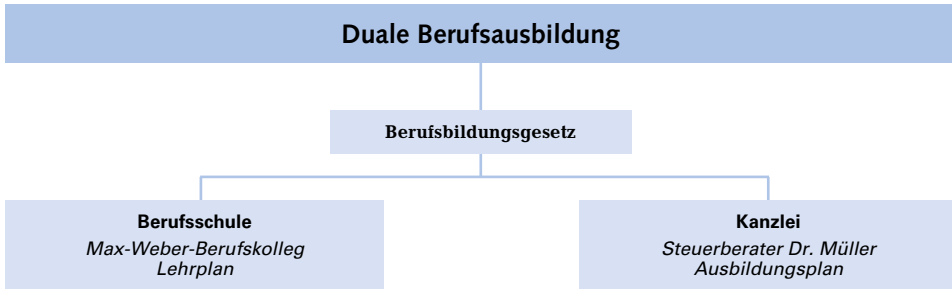 Duale Berufsausbildung
Berufsbildungsgesetz
Berufsschule
Max-Weber-Berufskolleg
Lehrplan
Kanzlei
Steuerberater Dr. Müller
Ausbildungsplan